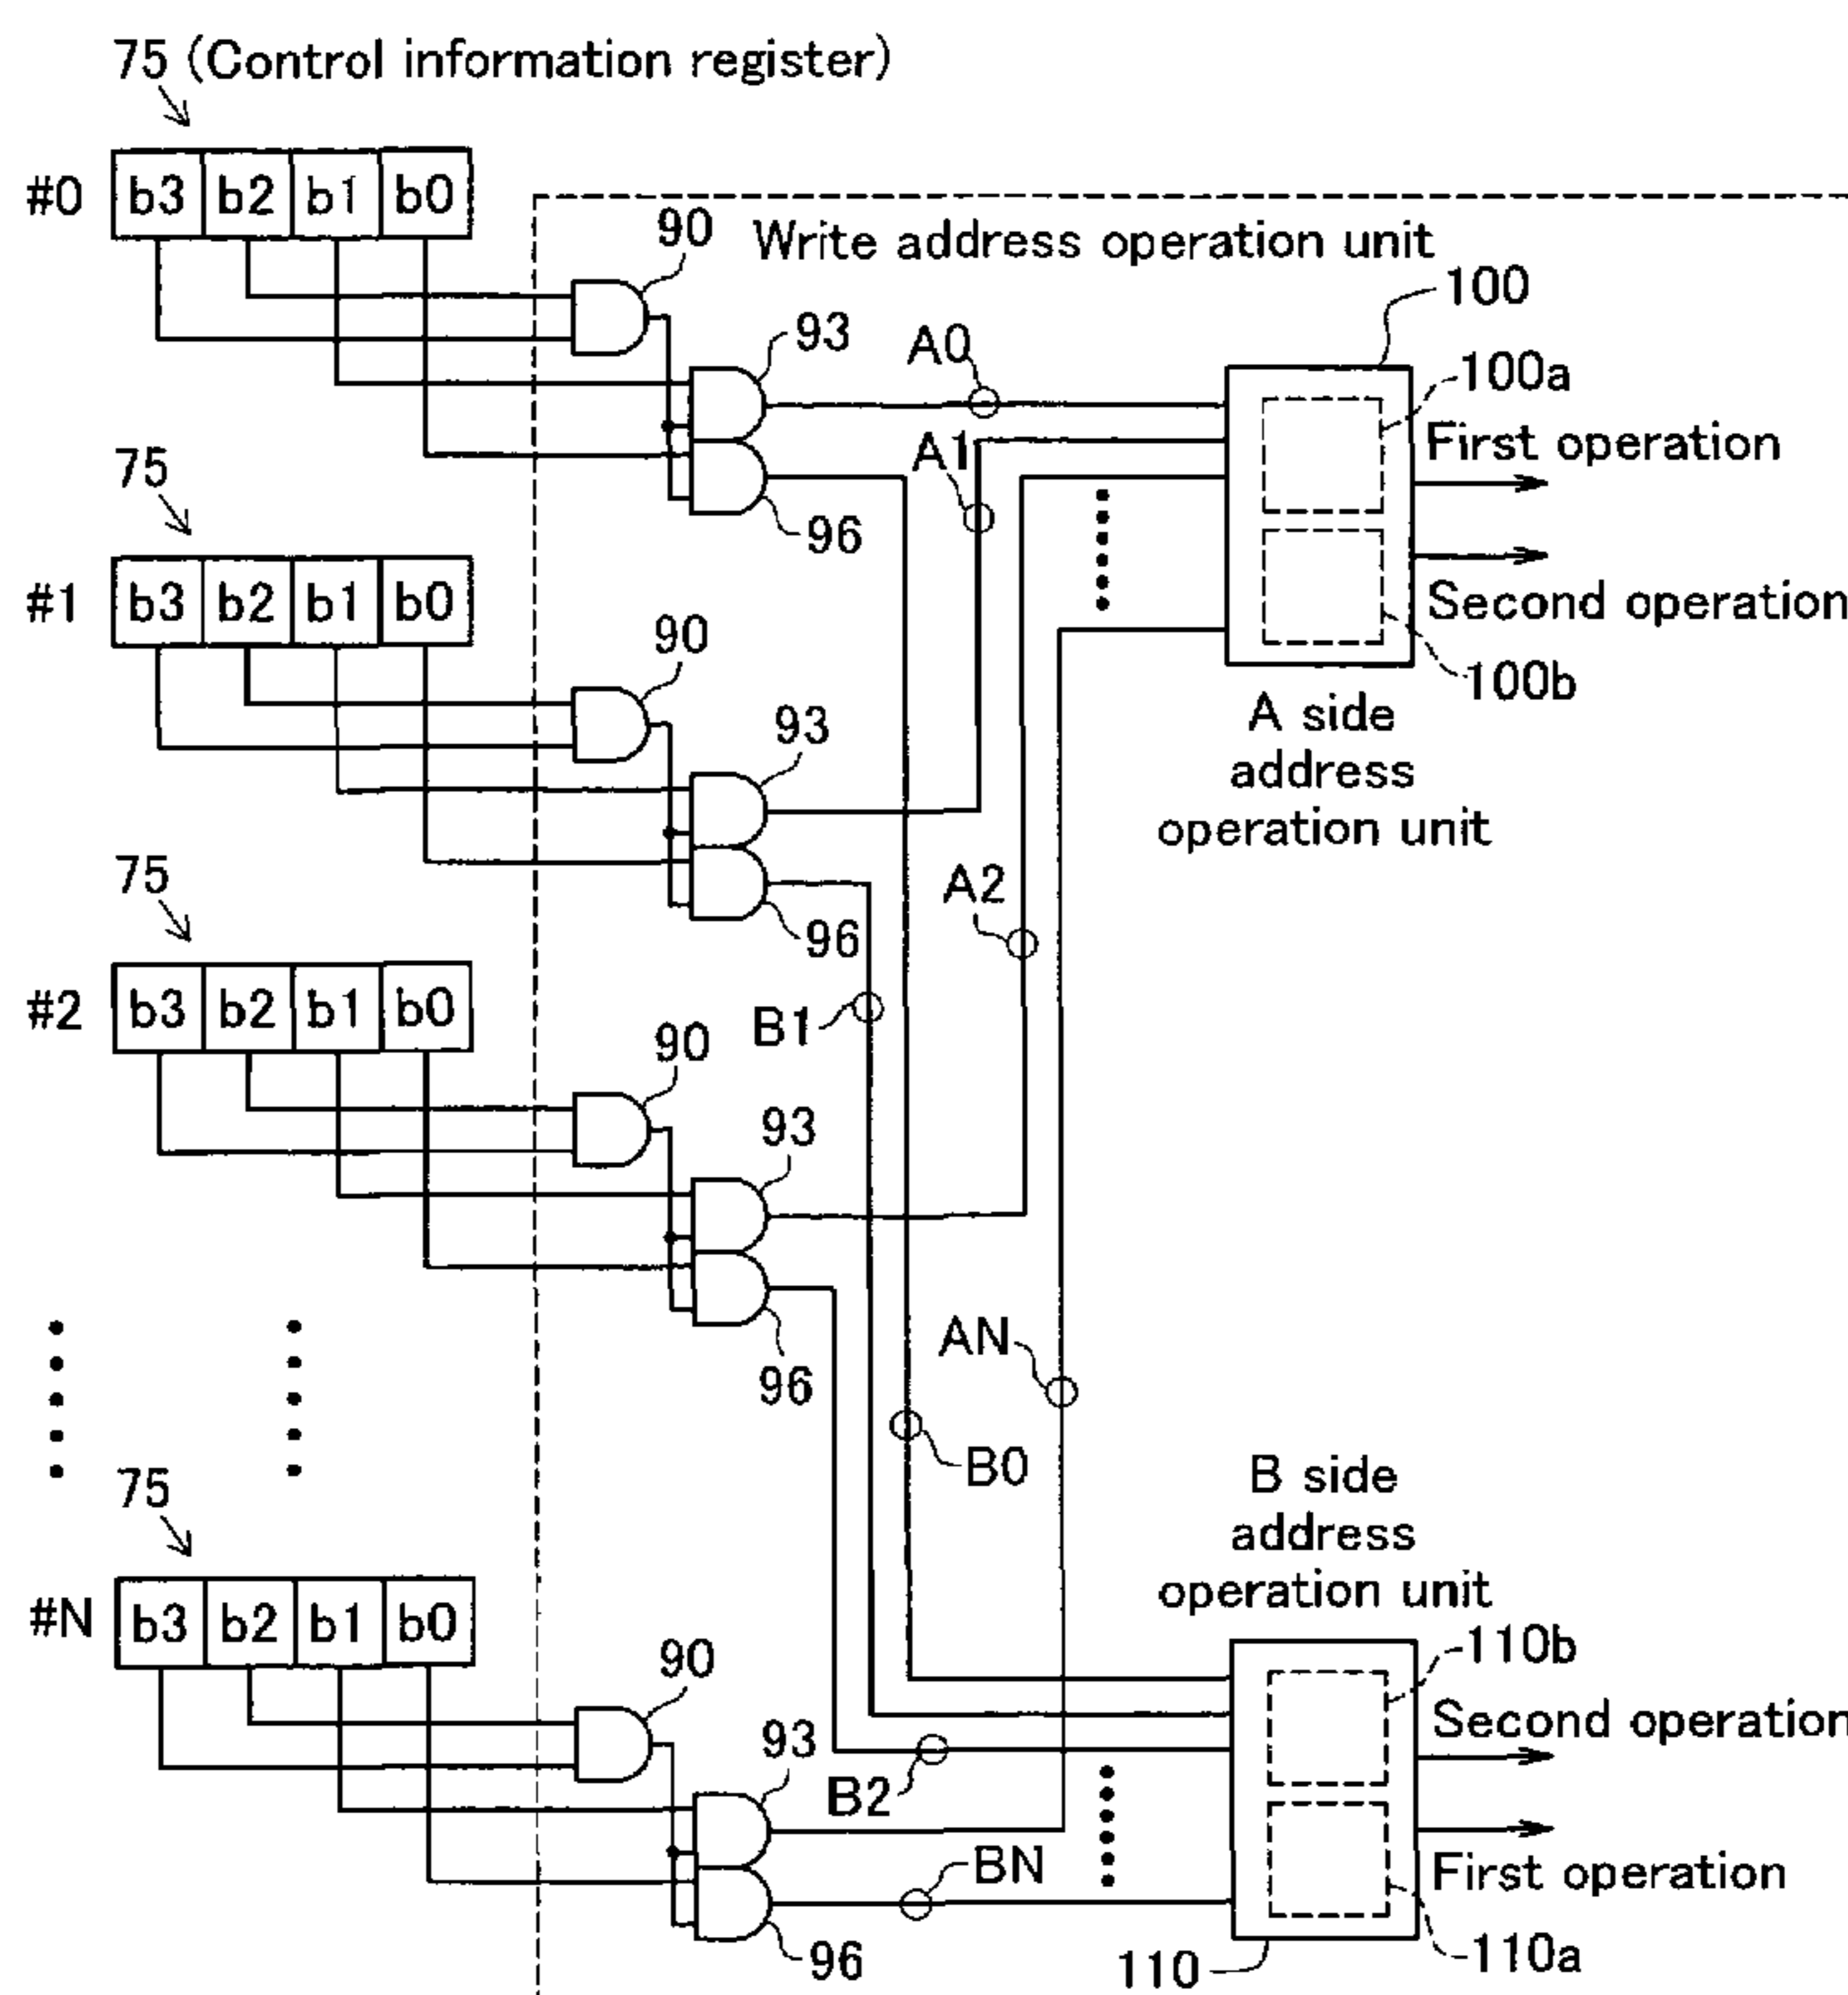 75 (Control information register)
#0 b3 b2 b1 b0
90
Write address operation unit
100
93
A0
100a
First operation
A1
75
96
Second operation
#1 b3 b2 b1 b0
90
100b
A side
address
operation unit
93
75
A2
96
#2 b3 b2 b1 b0
B1
90
93
AN
96
B0
B side
address
operation unit
75
#N b3 b2 b1 b0
90
110b
Second operation
93
B2
BN
First operation
96
110
110a